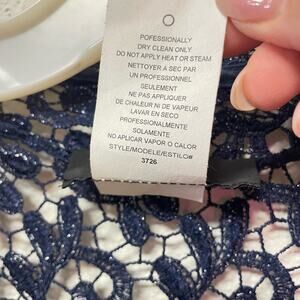 POFESSIONALLY
DRY CLEAN ONLY
DO NOT APPLY HEAT OR STEAM
NETTOYER A SEC PAR
UN PROFESSIONNEL
SEULEMENT
NE PAS APPLIQUER
DE CHALEUR NI DE VAPEUR
LAVAR EN SECO
PROFESSIONALMENTE
SOLAMENTE
NO APLICAR VAPOR O CALOR
STYLE/MODELE/ESTILO#
3726